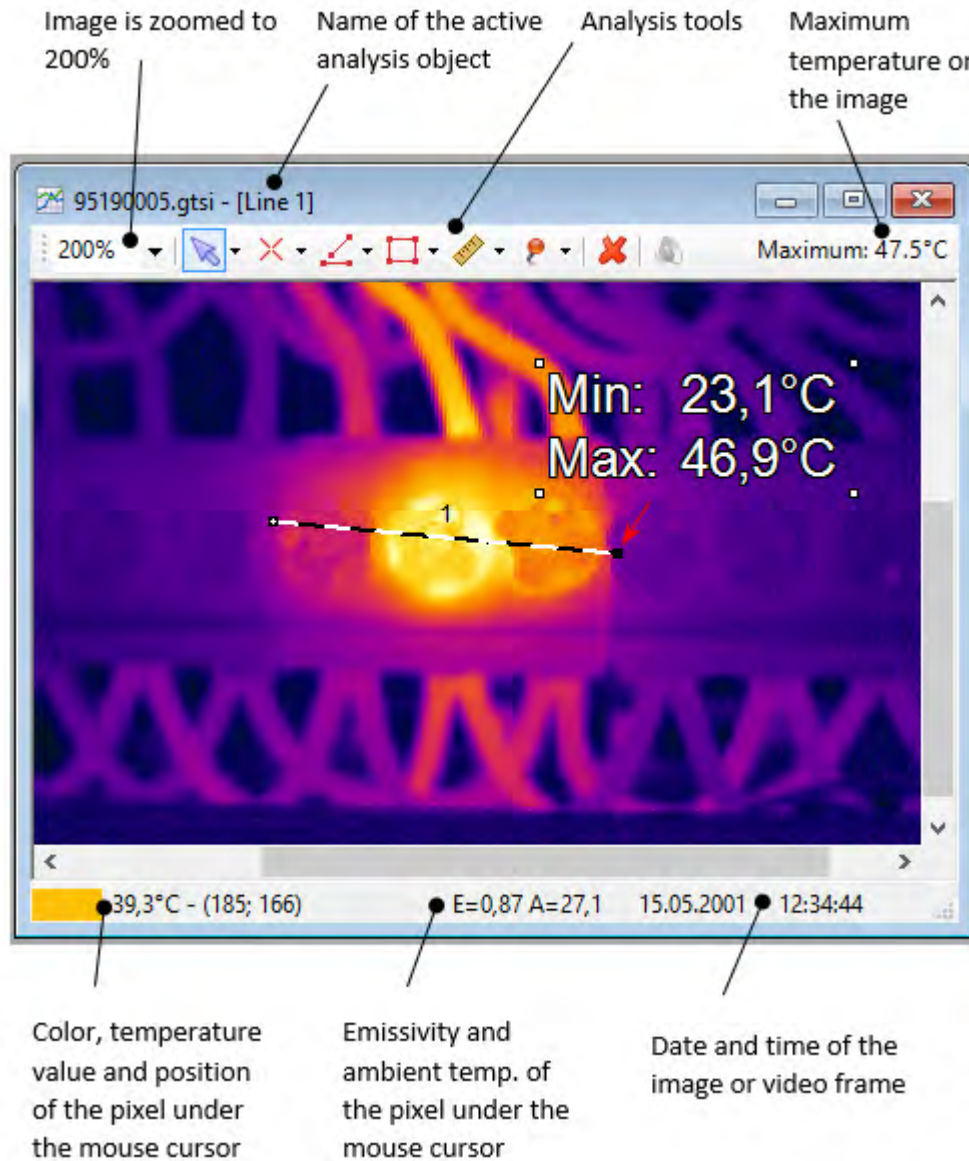 Image is zoomed to
200%
Name of the active
analysis object
Analysis tools
Maximum
temperature or
the image
95190005.gtsi - [Line 1]
200%
Maximum: 47.5°C
Min: 23,1°C
Max: 46,9°C
1
39,3°C - (185; 166)
E=0,87 A=27,1
15.05.2001
12:34:44
Color, temperature
value and position
of the pixel under
the mouse cursor
Emissivity and
ambient temp. of
the pixel under the
mouse cursor
Date and time of the
image or video frame